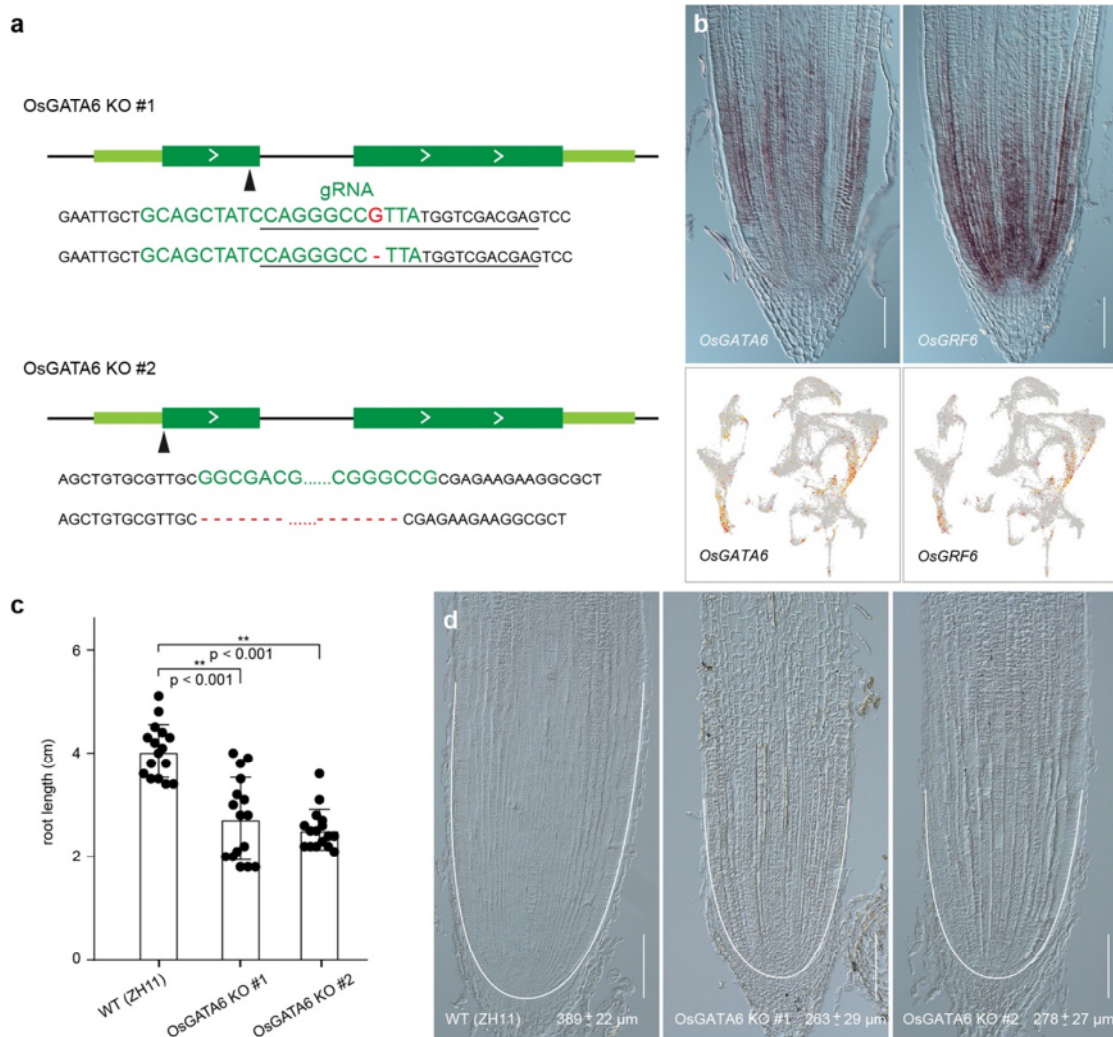 a
OsGATA6 KO #1
gRNA
GAATTGCTGCAGCTATCCAGGGCCGTTATGGTCGACGAGTCC
GAATTGCTGCAGCTATCCAGGGCC-TTATGGTCGACGAGTCC
OsGATA6 KO #2
AGCTGTGCGTTGCGGCGACG......CGGGCCGCGAGAAGAAGGCGCT
AGCTGTGCGTTGC--------......--------CGAGAAGAAGGCGCT
b
OsGATA6
OsGRF6
OsGATA6
OsGRF6
c
**
p < 0.001
**
p < 0.001
root length (cm)
6
4
2
0
WT (ZH11)
OsGATA6 KO #1
OsGATA6 KO #2
d
WT (ZH11) 389 ± 22 µm
OsGATA6 KO #1 263 ± 29 µm
OsGATA6 KO #2 278 ± 27 µm